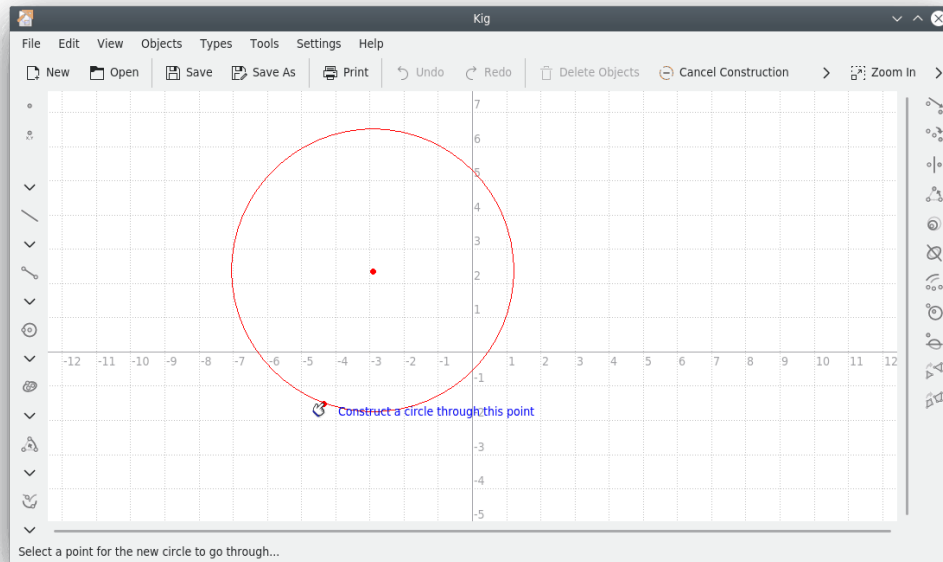 Kig
File Edit View Objects Types Tools Settings Help
New Open Save Save As Print Undo Redo Delete Objects Cancel Construction Zoom In
7
6
5
4
3
2
1
-12 -11 -10 -9 -8 -7 -6 -5 -4 -3 -2 -1 1 2 3 4 5 6 7 8 9 10 11 12
-1
Construct a circle through this point
-2
-3
-4
-5
Select a point for the new circle to go through...